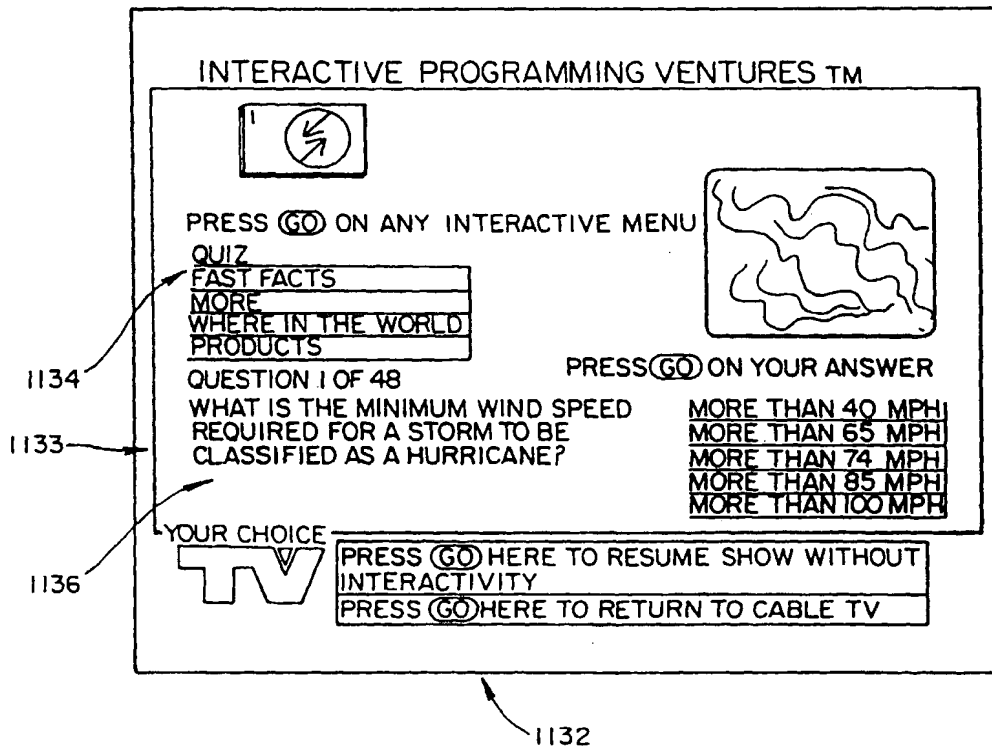 INTERACTIVE PROGRAMMING VENTURES TM
1
PRESS GO ON ANY INTERACTIVE MENU
QUIZ
FAST FACTS
MORE
WHERE IN THE WORLD
PRODUCTS
QUESTION 1 OF 48
WHAT IS THE MINIMUM WIND SPEED
REQUIRED FOR A STORM TO BE
CLASSIFIED AS A HURRICANE?
PRESS GO ON YOUR ANSWER
MORE THAN 40 MPH
MORE THAN 65 MPH
MORE THAN 74 MPH
MORE THAN 85 MPH
MORE THAN 100 MPH
YOUR CHOICE
TV
PRESS GO HERE TO RESUME SHOW WITHOUT
INTERACTIVITY
PRESS GO HERE TO RETURN TO CABLE TV
1134
1133
1136
1132